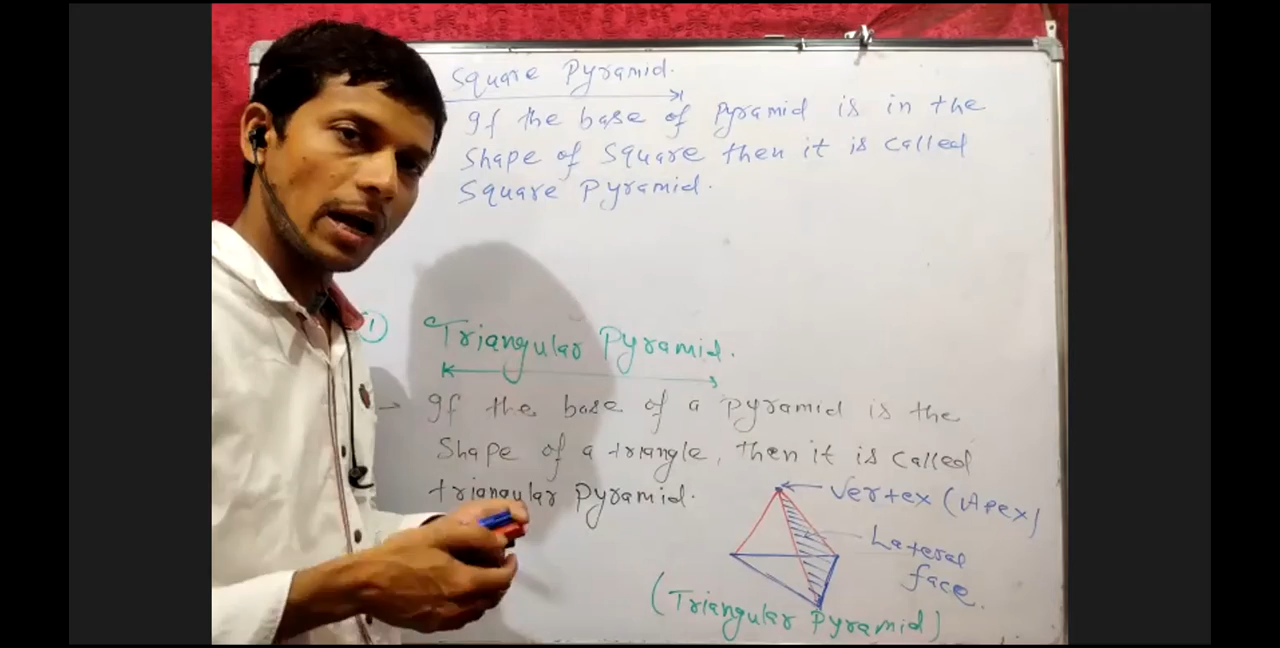 Square Pyramid.
If the base of Pyramid is in the
Shape of Square then it is Called
Square Pyramid.
1 Triangular Pyramid.
→ If the base of a Pyramid is the
Shape of a triangle, then it is Called
triangular Pyramid.
Vertex (Apex)
Lateral
face.
(Triangular Pyramid)